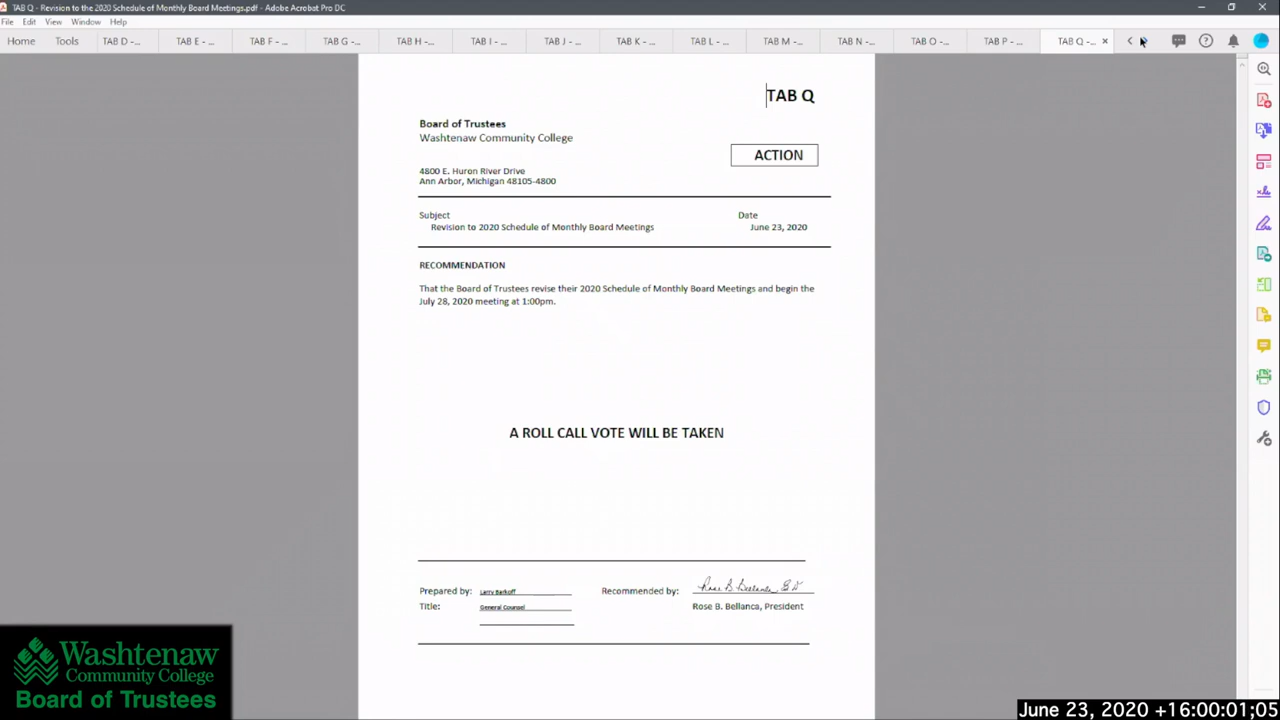 TAB Q - Revision to the 2020 Schedule of Monthly Board Meetings.pdf - Adobe Acrobat Pro DC
File Edit View Window Help
Home Tools TAB D -... TAB E -... TAB F -... TAB G -... TAB H -... TAB I -... TAB J -... TAB K -... TAB L -... TAB M -... TAB N -... TAB O -... TAB P -... TAB Q -...
TAB Q
Board of Trustees
Washtenaw Community College
ACTION
4800 E. Huron River Drive
Ann Arbor, Michigan 48105-4800
Subject Date
Revision to 2020 Schedule of Monthly Board Meetings June 23, 2020
RECOMMENDATION
That the Board of Trustees revise their 2020 Schedule of Monthly Board Meetings and begin the
July 28, 2020 meeting at 1:00pm.
A ROLL CALL VOTE WILL BE TAKEN
Prepared by: Larry Barkoff Recommended by: Rose B. Bellanca
Title: General Counsel Rose B. Bellanca, President
Washtenaw
Community College
Board of Trustees
June 23, 2020 +16:00:01;05